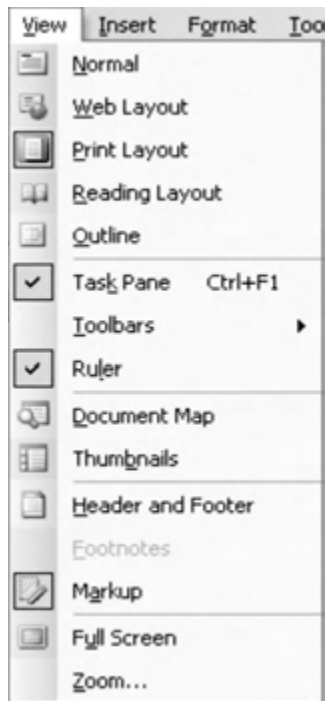 View Insert Format
Normal
Web Layout
Print Layout
Reading Layout
Outline
Task Pane Ctrl+F1
Toolbars
Ruler
Document Map
Thumbnails
Header and Footer
Footnotes
Markup
Full Screen
Zoom...